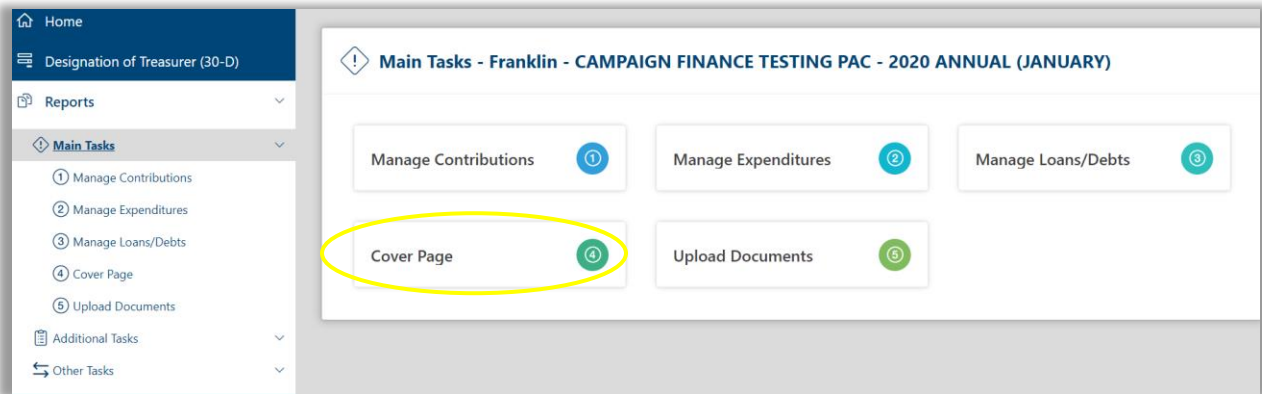 Home
Designation of Treasurer (30-D)
Reports
Main Tasks
1 Manage Contributions
2 Manage Expenditures
3 Manage Loans/Debts
4 Cover Page
5 Upload Documents
Additional Tasks
Other Tasks
Main Tasks - Franklin - CAMPAIGN FINANCE TESTING PAC - 2020 ANNUAL (JANUARY)
Manage Contributions 1
Manage Expenditures 2
Manage Loans/Debts 3
Cover Page 4
Upload Documents 5